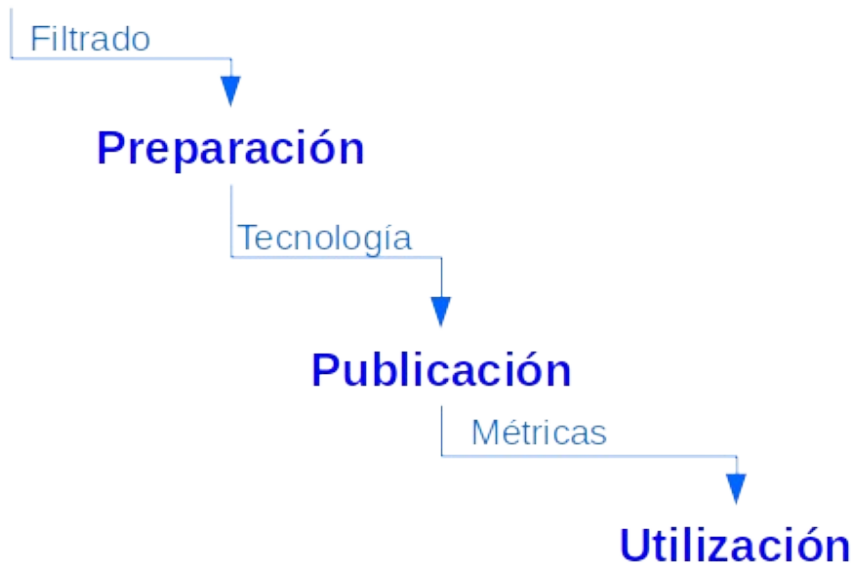 Filtrado
Preparación
Tecnología
Publicación
Métricas
Utilización